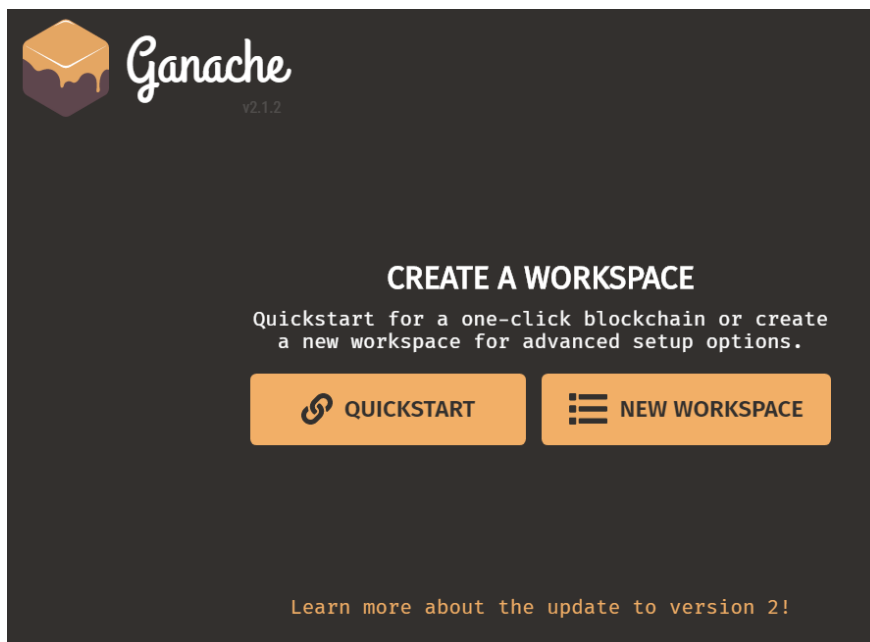 Ganache
v2.1.2
CREATE A WORKSPACE
Quickstart for a one-click blockchain or create
a new workspace for advanced setup options.
QUICKSTART
NEW WORKSPACE
Learn more about the update to version 2!